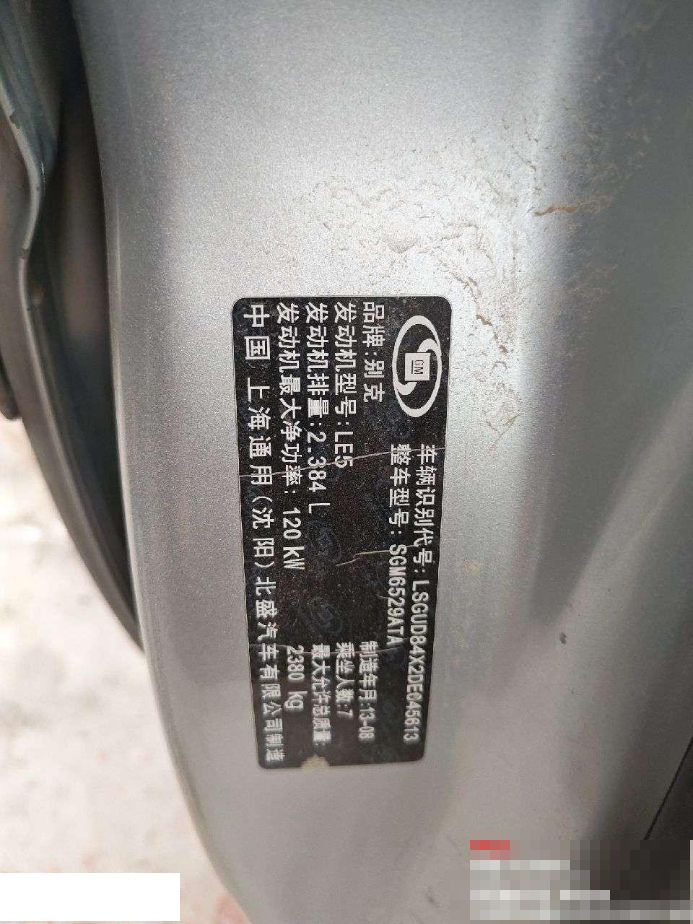 GM
车辆识别代号:LSGUD84X2DE045613
整车型号:SGM6529ATA
品牌:别克
制造年月:13-08
发动机型号:LE5
乘坐人数:7
发动机排量:2.384 L
最大允许总质量:
发动机最大净功率: 120 kW
2380 kg
中国 上海通用(沈阳)北盛汽车有限公司制造